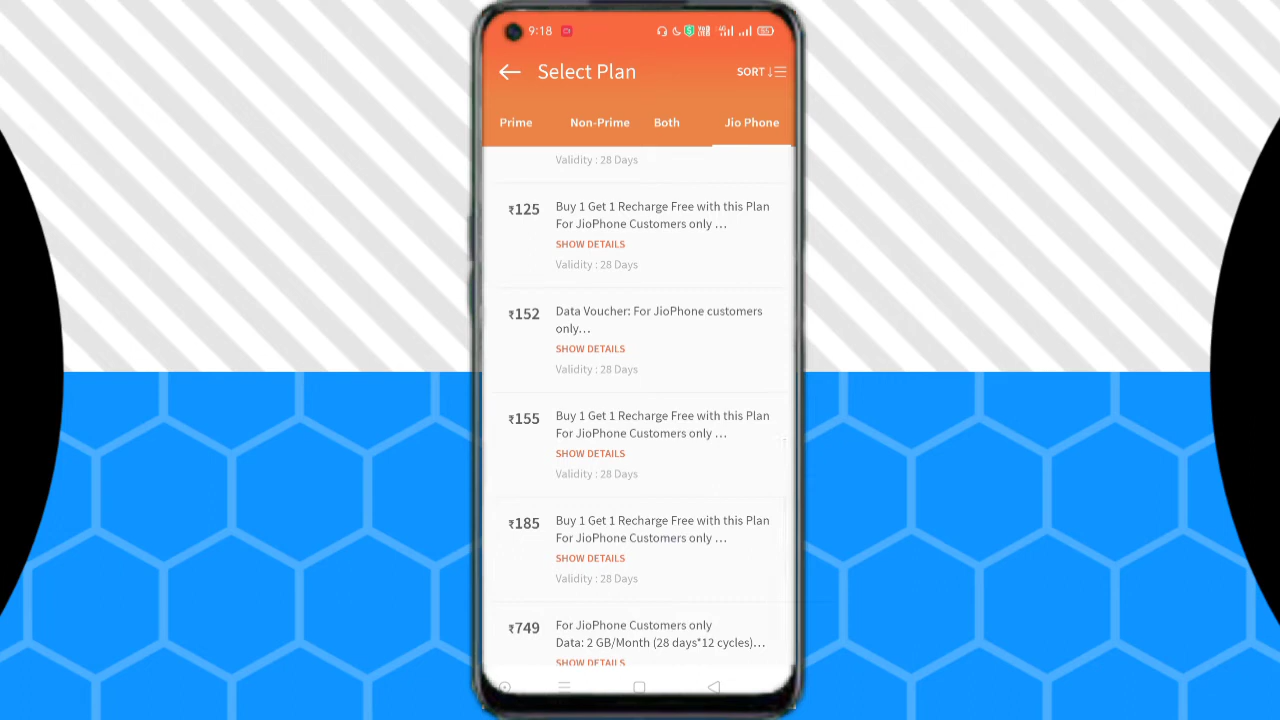 9:18
Select Plan
SORT
Prime Non-Prime Both Jio Phone
Validity : 28 Days
₹125
Buy 1 Get 1 Recharge Free with this Plan
For JioPhone Customers only ...
SHOW DETAILS
Validity : 28 Days
₹152
Data Voucher: For JioPhone customers
only...
SHOW DETAILS
Validity : 28 Days
₹155
Buy 1 Get 1 Recharge Free with this Plan
For JioPhone Customers only ...
SHOW DETAILS
Validity : 28 Days
₹185
Buy 1 Get 1 Recharge Free with this Plan
For JioPhone Customers only ...
SHOW DETAILS
Validity : 28 Days
₹749
For JioPhone Customers only
Data: 2 GB/Month (28 days*12 cycles)...
SHOW DETAILS